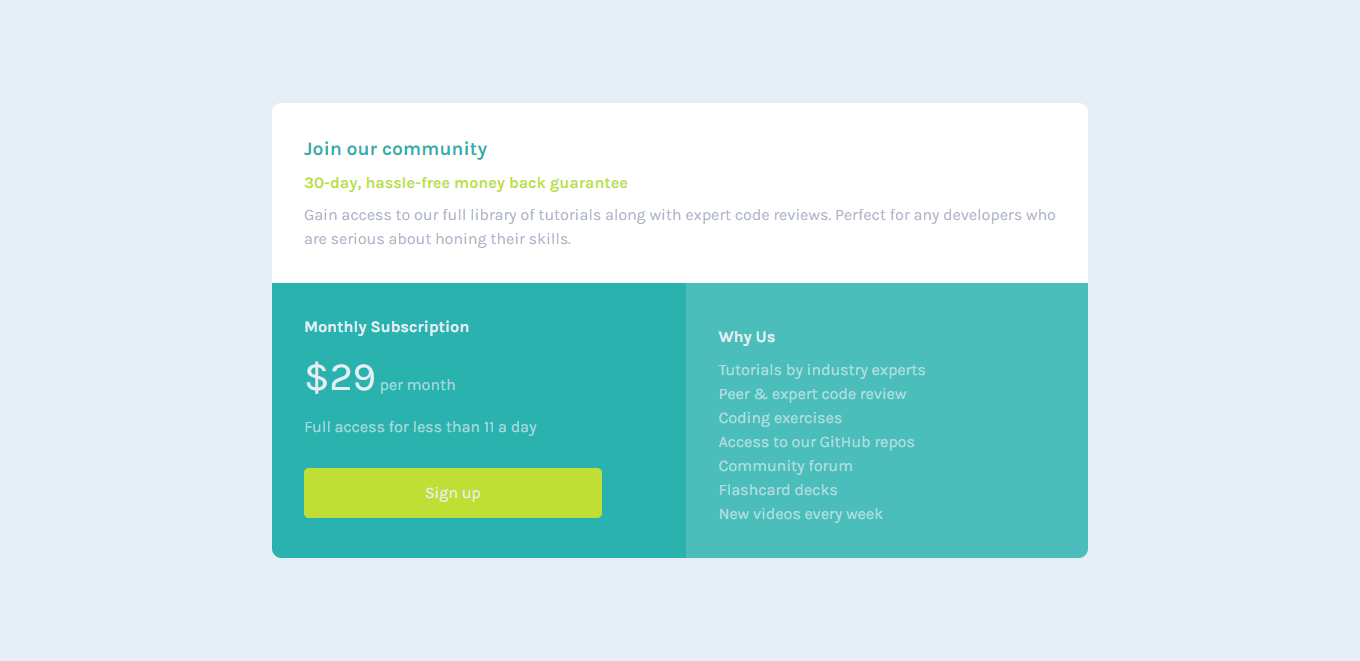 Join our community
30-day, hassle-free money back guarantee
Gain access to our full library of tutorials along with expert code reviews. Perfect for any developers who
are serious about honing their skills.
Monthly Subscription
$29 per month
Full access for less than 11 a day
Sign up
Why Us
Tutorials by industry experts
Peer & expert code review
Coding exercises
Access to our GitHub repos
Community forum
Flashcard decks
New videos every week